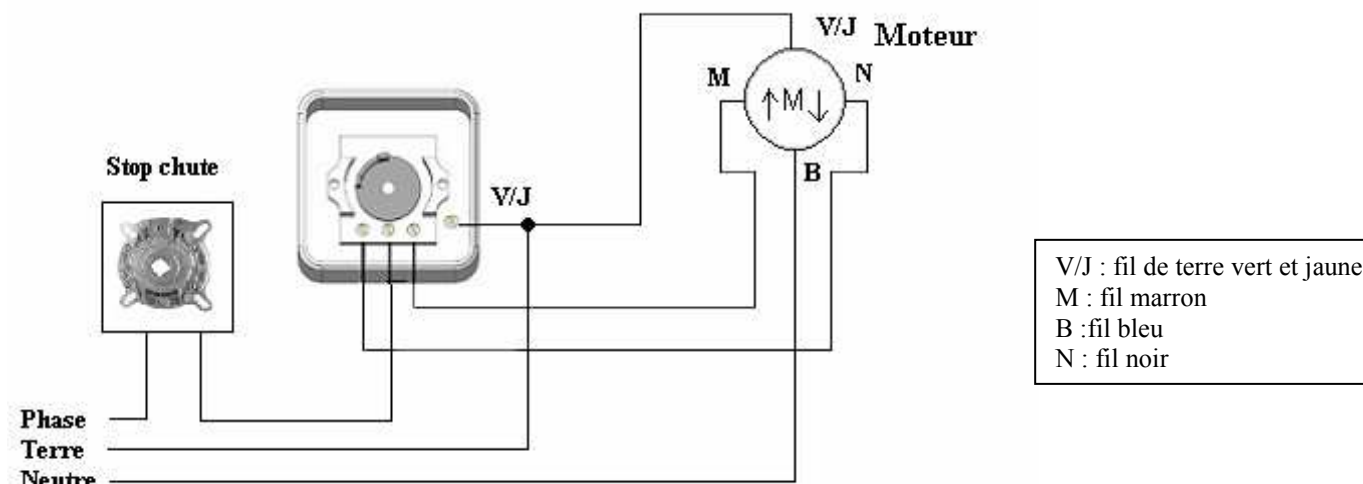 V/J Moteur
M
N
↑M↓
B
Stop chute
V/J
V/J : fil de terre vert et jaune
M : fil marron
B :fil bleu
N : fil noir
Phase
Terre
Neutre